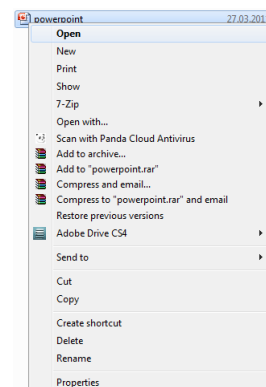 powerpoint 27.03.201
Open
New
Print
Show
7-Zip
Open with...
Scan with Panda Cloud Antivirus
Add to archive...
Add to "powerpoint.rar"
Compress and email...
Compress to "powerpoint.rar" and email
Restore previous versions
Adobe Drive CS4
Send to
Cut
Copy
Create shortcut
Delete
Rename
Properties